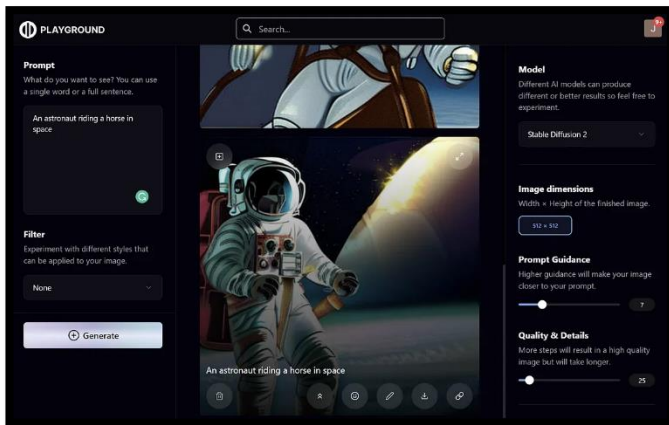 PLAYGROUND
Search...
J
9+
Prompt
What do you want to see? You can use
a single word or a full sentence.
An astronaut riding a horse in
space
Filter
Experiment with different styles that
can be applied to your image.
None
Generate
An astronaut riding a horse in space
Model
Different AI models can produce
different or better results so feel free to
experiment.
Stable Diffusion 2
Image dimensions
Width × Height of the finished image.
512 × 512
Prompt Guidance
Higher guidance will make your image
closer to your prompt.
7
Quality & Details
More steps will result in a high quality
image but will take longer.
25